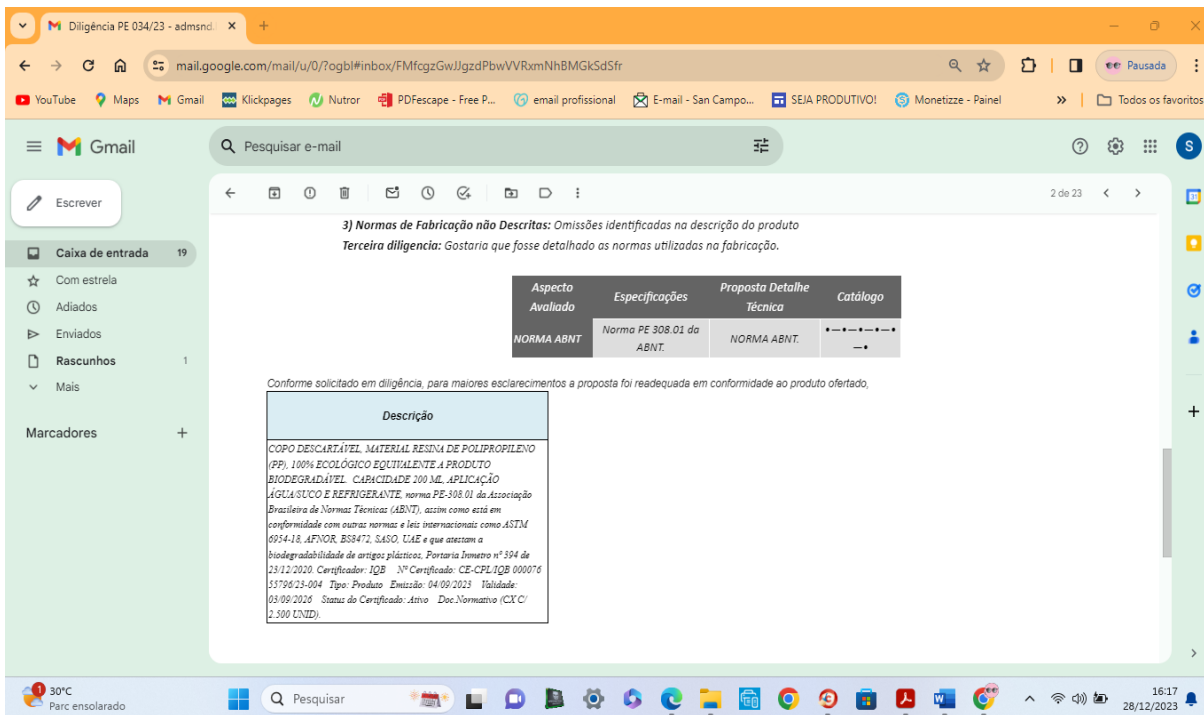 Diligência PE 034/23 - admsnd.
mail.google.com/mail/u/0/?ogbl#inbox/FMfcgzGwJJgzdPbwVVRxmNhBMGkSdSfr
Pausada
YouTube Maps Gmail Klickpages Nutror PDFescape - Free P... email profissional E-mail - San Campo... SEJA PRODUTIVO! Monetizze - Painel » Todos os favoritos
Gmail
Pesquisar e-mail
S
Escrever
2 de 23
Caixa de entrada 19
Com estrela
Adiados
Enviados
Rascunhos 1
Mais
Marcadores
3) Normas de Fabricação não Descritas: Omissões identificadas na descrição do produto
Terceira diligencia: Gostaria que fosse detalhado as normas utilizadas na fabricação.
Aspecto Avaliado Especificações Proposta Detalhe Técnica Catálogo
NORMA ABNT Norma PE 308.01 da ABNT. NORMA ABNT. •—•—•—•—•—•
Conforme solicitado em diligência, para maiores esclarecimentos a proposta foi readequada em conformidade ao produto ofertado,
Descrição
COPO DESCARTÁVEL, MATERIAL RESINA DE POLIPROPILENO
(PP), 100% ECOLÓGICO EQUIVALENTE A PRODUTO
BIODEGRADÁVEL. CAPACIDADE 200 ML, APLICAÇÃO
ÁGUA/SUCO E REFRIGERANTE, norma PE-308.01 da Associação
Brasileira de Normas Técnicas (ABNT), assim como está em
conformidade com outras normas e leis internacionais como ASTM
6954-18, AFNOR, BS8472, SASO, UAE e que atestam a
biodegradabilidade de artigos plásticos, Portaria Inmetro nº 394 de
23/12/2020. Certificador: IQB Nº Certificado: CE-CPL/IQB 000076
55796/23-004 Tipo: Produto Emissão: 04/09/2023 Validade:
03/09/2026 Status do Certificado: Ativo Doc.Normativo (CX C/
2.500 UNID).
1
30°C
Parc ensolarado
Pesquisar
16:17
28/12/2023